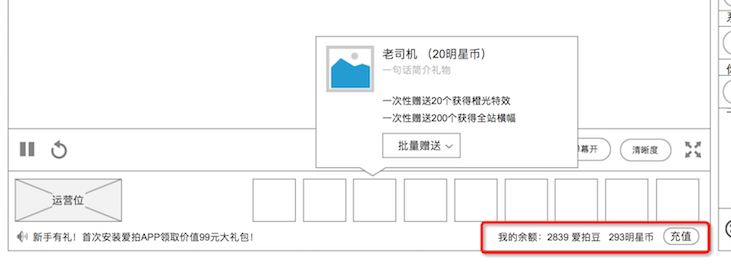 老司机 （20明星币）
一句话简介礼物
一次性赠送20个获得橙光特效
一次性赠送200个获得全站横幅
批量赠送
幕开
清晰度
运营位
新手有礼！首次安装爱拍APP领取价值99元大礼包！
我的余额：2839 爱拍豆 293明星币
充值